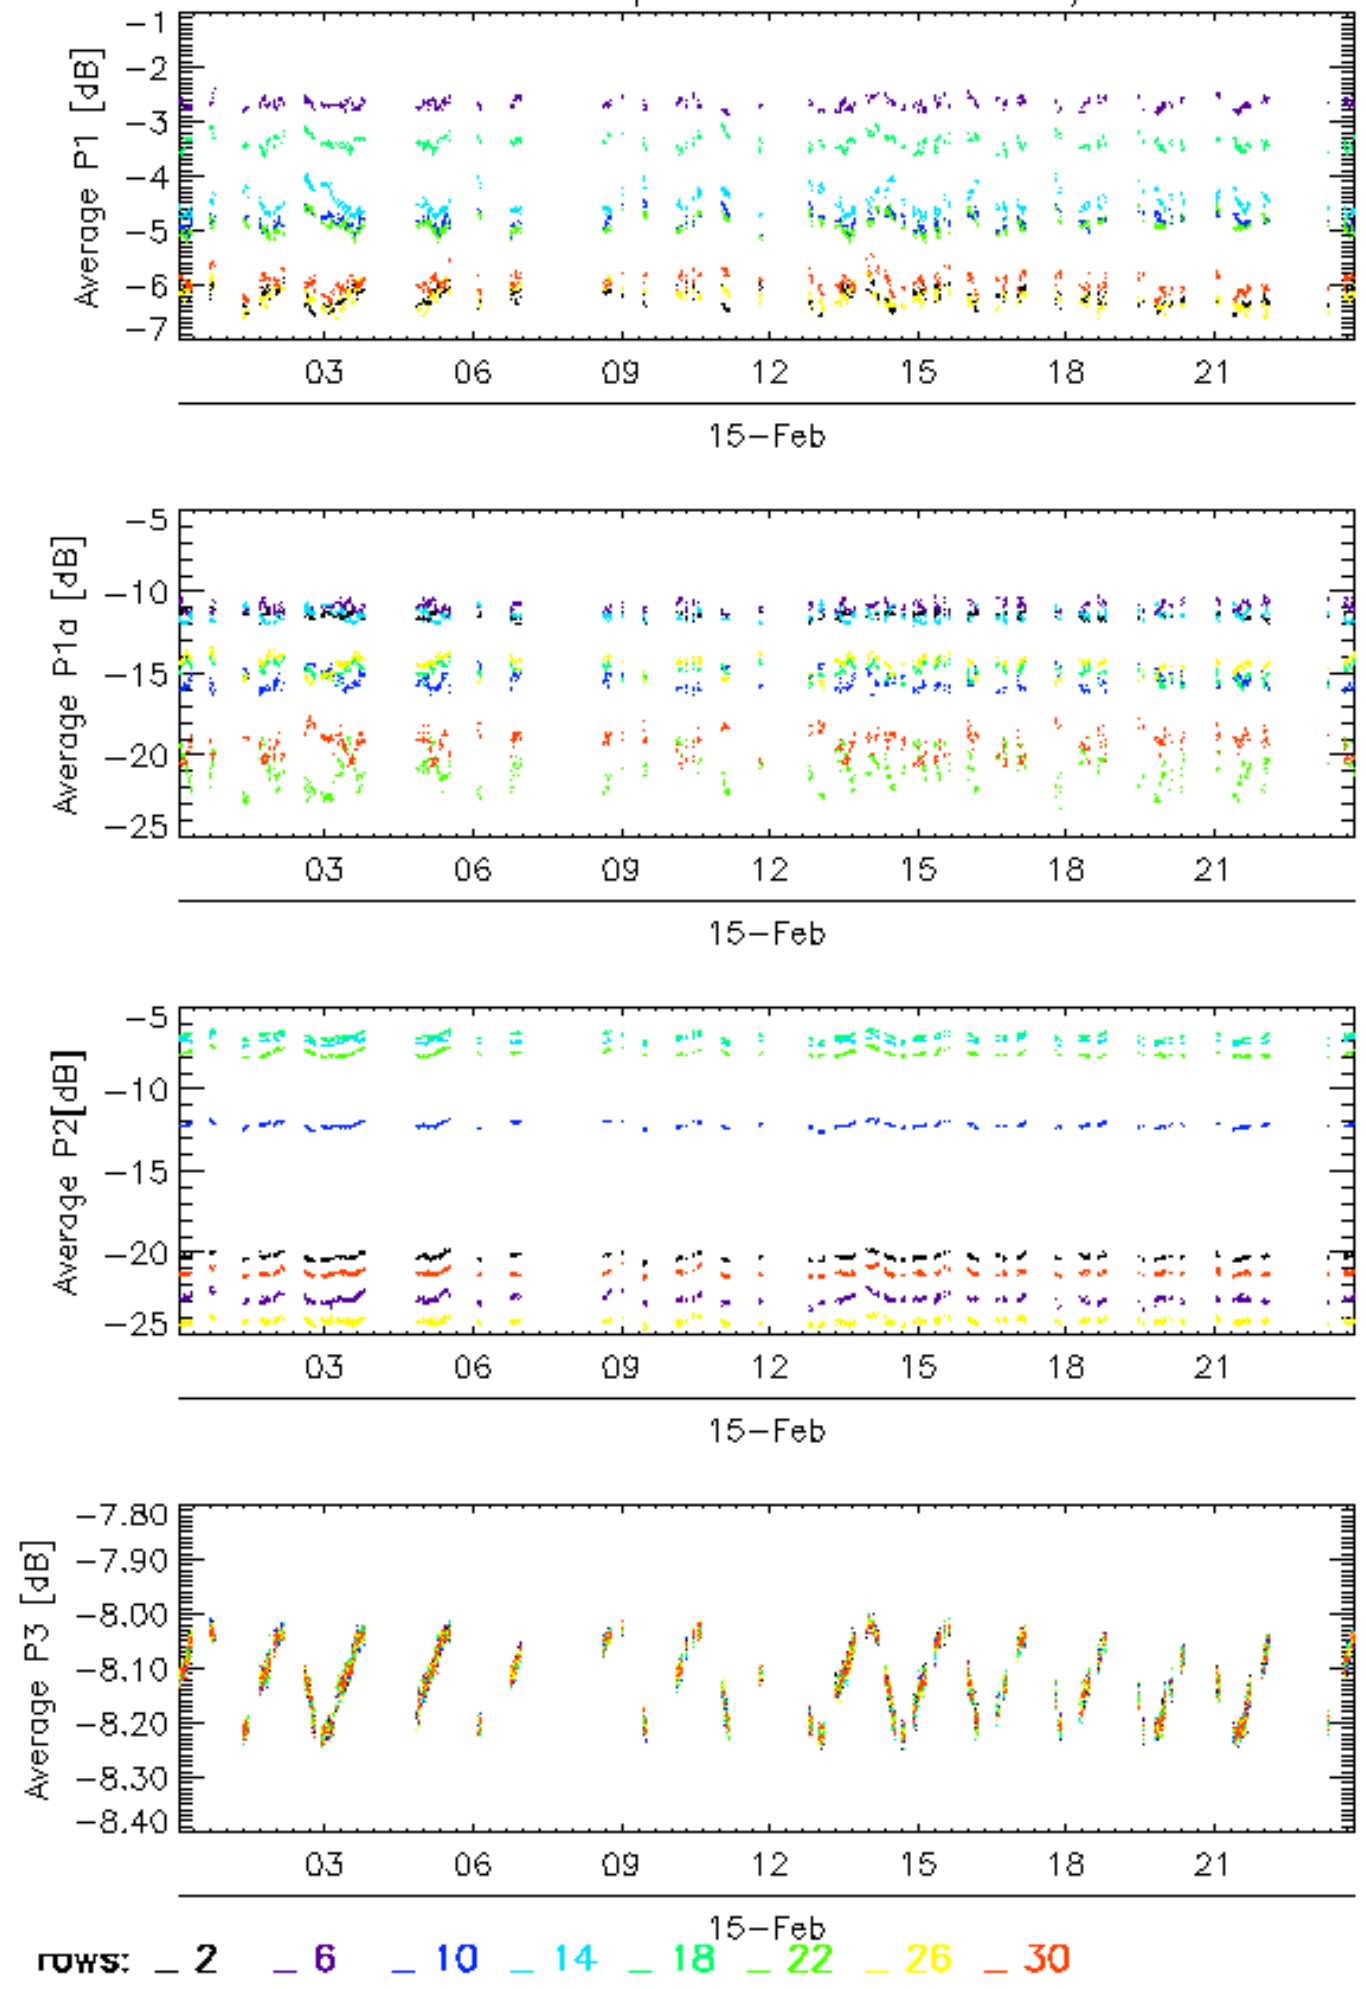 Average P1 [dB]
-1
-2
-3
-4
-5
-6
-7
03 06 09 12 15 18 21
15-Feb
Average P1a [dB]
-5
-10
-15
-20
-25
03 06 09 12 15 18 21
15-Feb
Average P2[dB]
-5
-10
-15
-20
-25
03 06 09 12 15 18 21
15-Feb
Average P3 [dB]
-7.80
-7.90
-8.00
-8.10
-8.20
-8.30
-8.40
03 06 09 12 15 18 21
15-Feb
rows: _ 2 _ 6 _ 10 _ 14 _ 18 _ 22 _ 26 _ 30